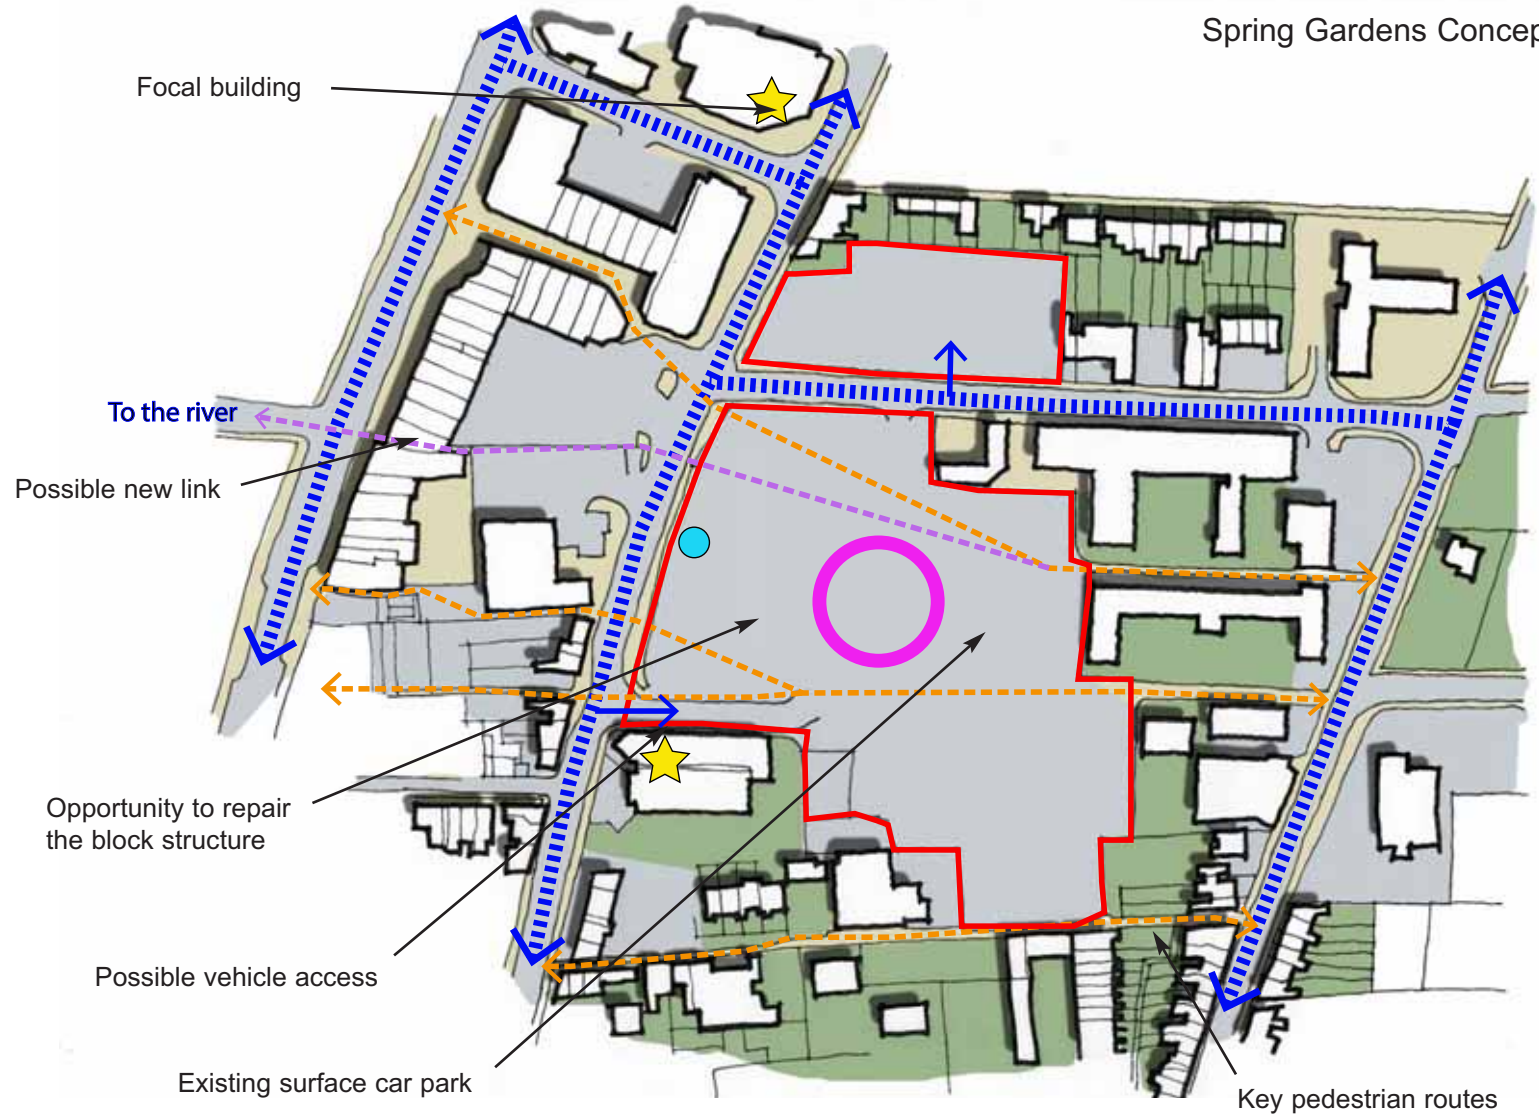 Spring Gardens Concep
Focal building
To the river
Possible new link
Opportunity to repair
the block structure
Possible vehicle access
Existing surface car park
Key pedestrian routes